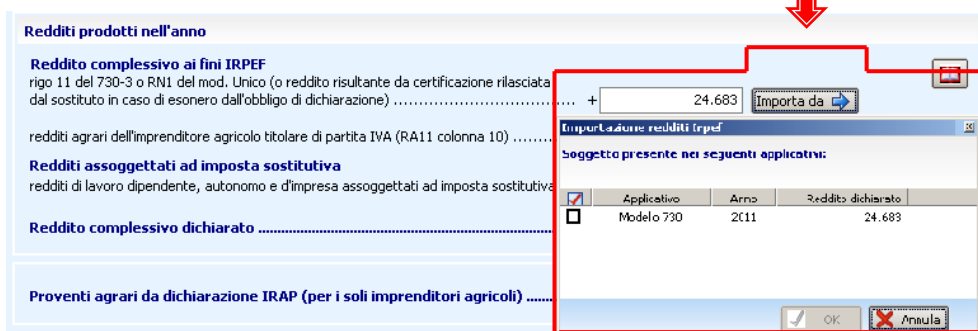 Redditi prodotti nell'anno
Reddito complessivo ai fini IRPEF
rigo 11 del 730-3 o RN1 del mod. Unico (o reddito risultante da certificazione rilasciata
dal sostituto in caso di esonero dall'obbligo di dichiarazione) .................................... + 24.683 Importa da
redditi agrari dell'imprenditore agricolo titolare di partita IVA (RA11 colonna 10) .........
Redditi assoggettati ad imposta sostitutiva
redditi di lavoro dipendente, autonomo e d'impresa assoggettati ad imposta sostitutiva
Reddito complessivo dichiarato ..........................................................................
Proventi agrari da dichiarazione IRAP (per i soli imprenditori agricoli) .......
Importazione redditi Irpef
Soggetto presente nei seguenti applicativi:
Applicativo Anno Reddito dichiarato
Modello 730 2011 24.683
OK Annulla